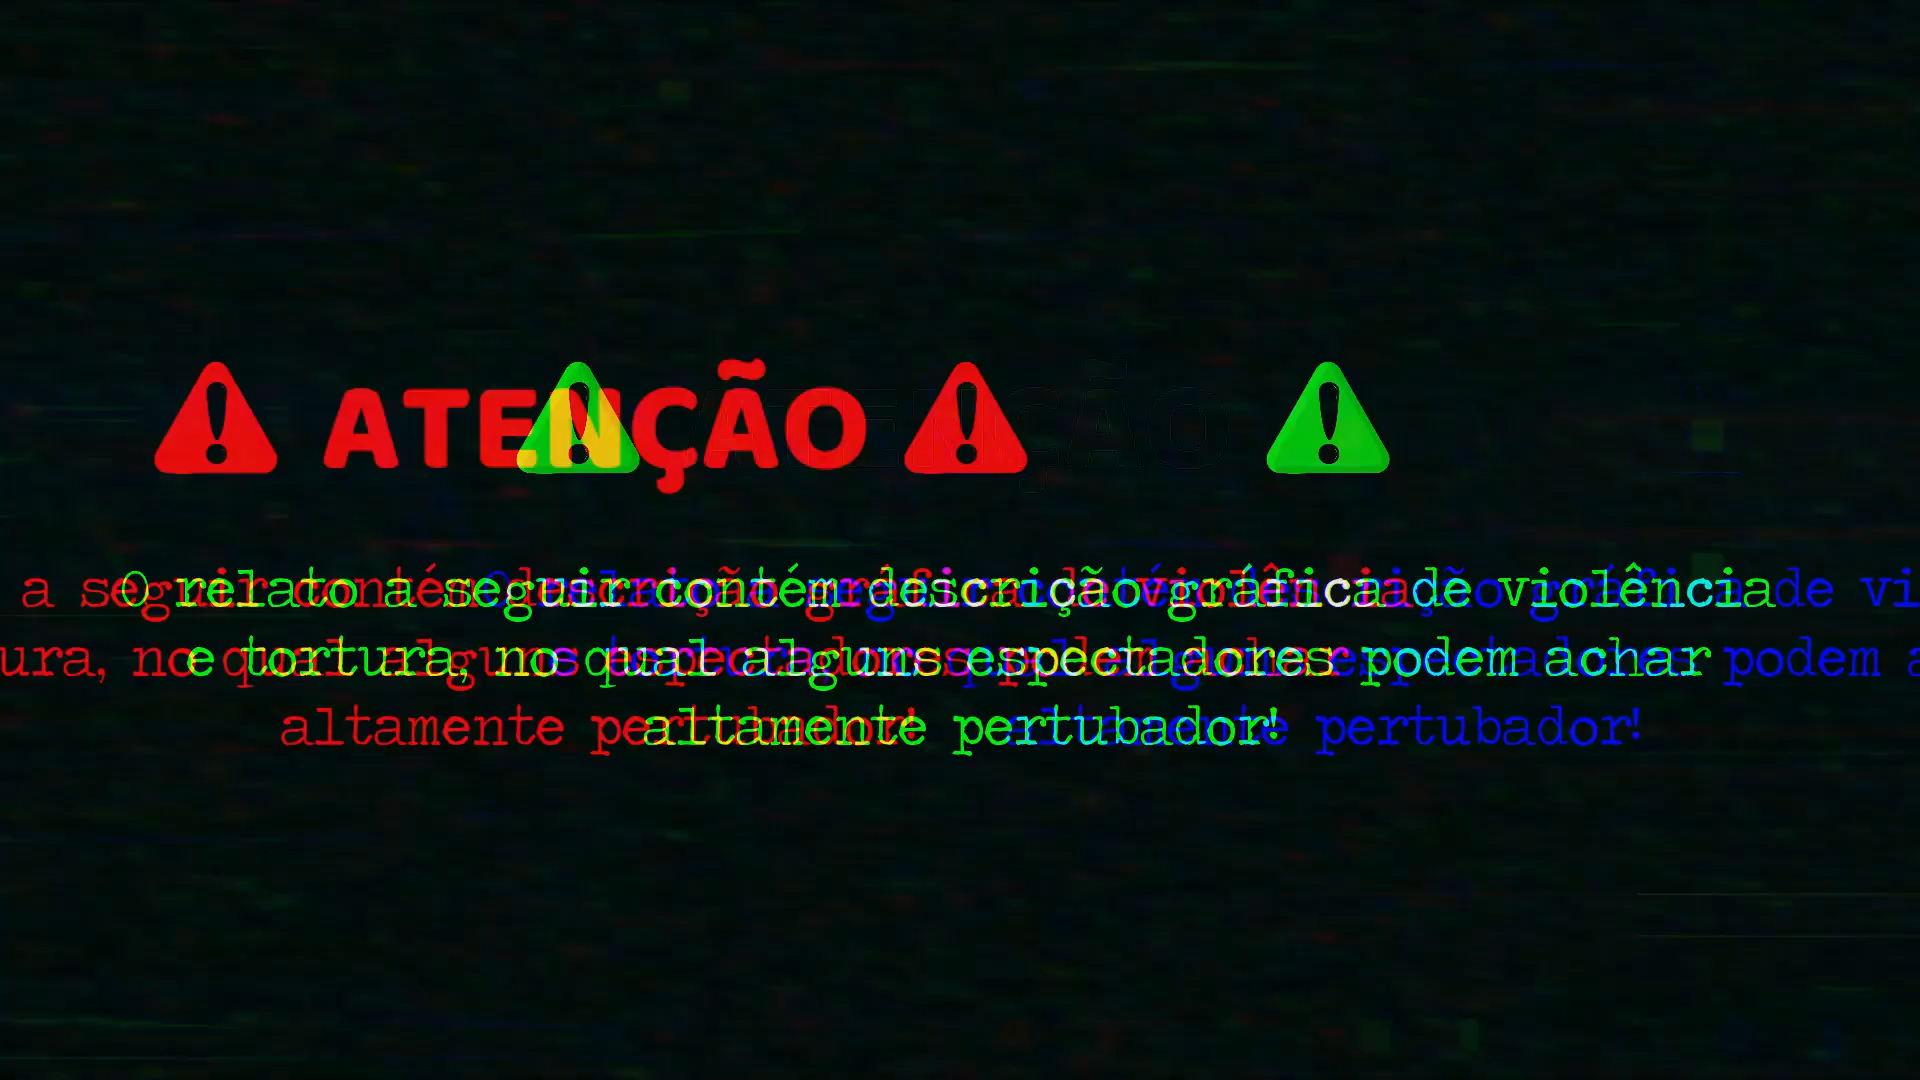 ⚠ ATENÇÃO ⚠
O relato a seguir contém descrição gráfica de violência
e tortura, no qual alguns espectadores podem achar
altamente pertubador!